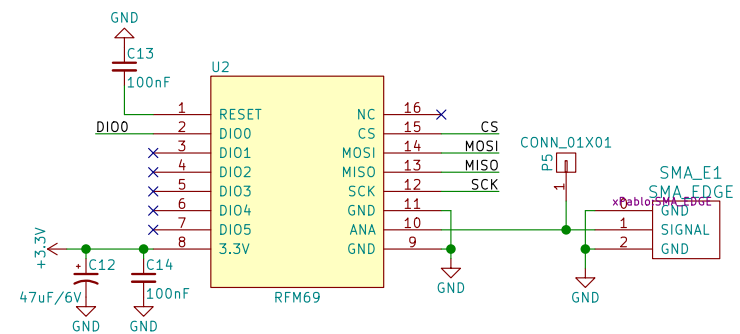 GND
C13
100nF
U2
DIO0
1 RESET
2 DIO0
3 DIO1
4 DIO2
5 DIO3
6 DIO4
7 DIO5
8 3.3V
NC 16
CS 15 CS
MOSI 14 MOSI
MISO 13 MISO
SCK 12 SCK
GND 11
ANA 10
GND 9
RFM69
GND
+3.3V
+
C12
47uF/6V
GND
C14
100nF
GND
CONN_01X01
P5
1
SMA_E1
SMA_EDGE
xPablo:SMA_EDGE
0 GND
1 SIGNAL
2 GND
GND